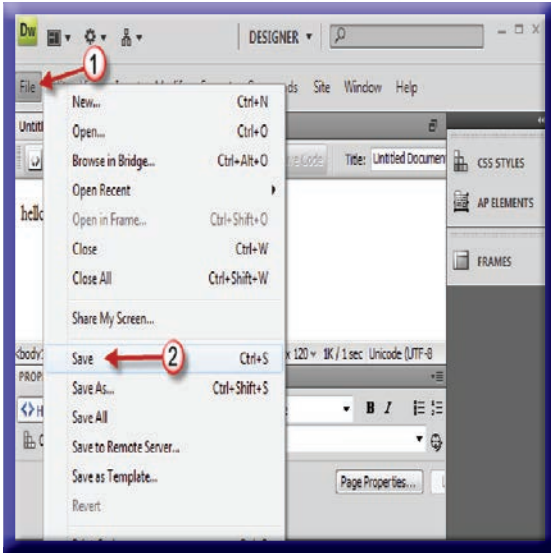 Dw DESIGNER
1
File ds Site Window Help
New... Ctrl+N
Open... Ctrl+O
Browse in Bridge... Ctrl+Alt+O
Title: Untitled Documen
CSS STYLES
Open Recent
AP ELEMENTS
Open in Frame... Ctrl+Shift+O
Close Ctrl+W
Close All Ctrl+Shift+W
FRAMES
Share My Screen...
Save 2 Ctrl+S
x 120 1K / 1 sec Unicode (UTF-8
Save As... Ctrl+Shift+S
PROP
Save All
B I
Save to Remote Server...
Save as Template...
Page Properties...
Revert